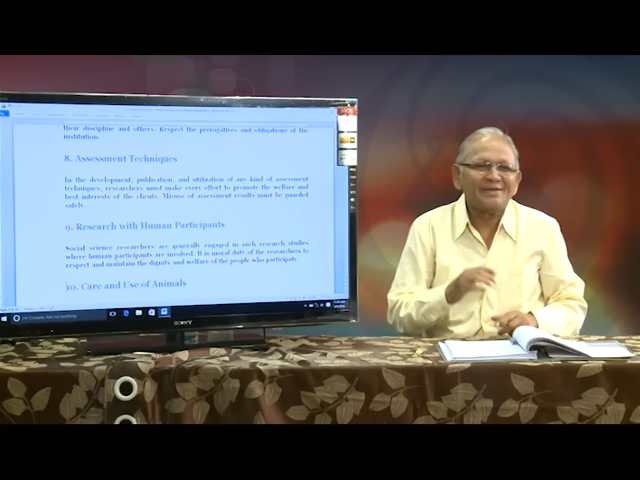 their discipline and others. Respect the prerogatives and obligations of the
institution.
8. Assessment Techniques
In the development, publication, and utilization of any kind of assessment
techniques, researchers must make every effort to promote the welfare and
best interests of the clients. Misuse of assessment results must be guarded
safely.
9. Research with Human Participants
Social science researchers are generally engaged in such research studies
where human participants are involved. It is moral duty of the researchers to
respect and maintain the dignity and welfare of the people who participate.
10. Care and Use of Animals
SONY